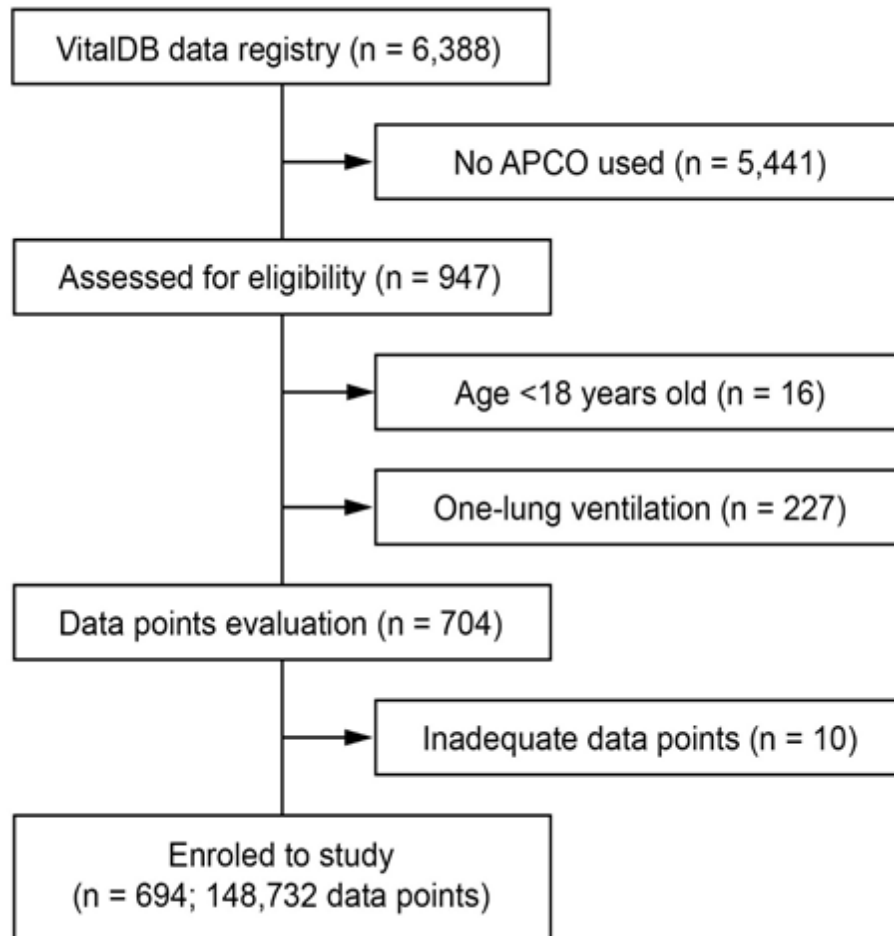 VitalDB data registry (n = 6,388)
No APCO used (n = 5,441)
Assessed for eligibility (n = 947)
Age <18 years old (n = 16)
One-lung ventilation (n = 227)
Data points evaluation (n = 704)
Inadequate data points (n = 10)
Enroled to study
(n = 694; 148,732 data points)